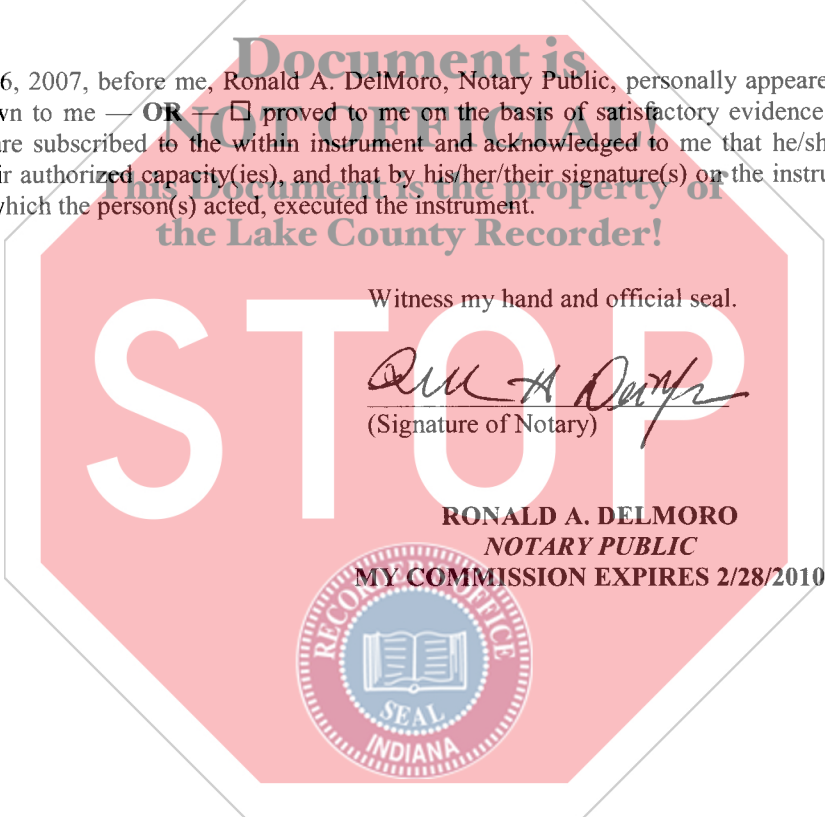 Document is
6, 2007, before me, Ronald A. DelMoro, Notary Public, personally appeare
vn to me — OR — ☐ proved to me on the basis of satisfactory evidence
NOT OFFICIAL!
re subscribed to the within instrument and acknowledged to me that he/sh
ir authorized capacity(ies), and that by his/her/their signature(s) on the instru
This Document is the property of
which the person(s) acted, executed the instrument.
the Lake County Recorder!
Witness my hand and official seal.
STOP
(Signature of Notary)
RONALD A. DELMORO
NOTARY PUBLIC
MY COMMISSION EXPIRES 2/28/2010
SEAL
INDIANA